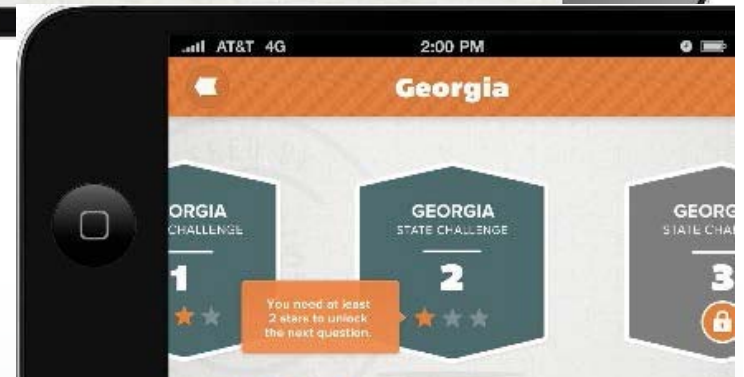 AT&T 4G
2:00 PM
Georgia
ORGIA
CHALLENGE
1
GEORGIA
STATE CHALLENGE
2
GEORG
STATE CHAL
3
You need at least
2 stars to unlock
the next question.